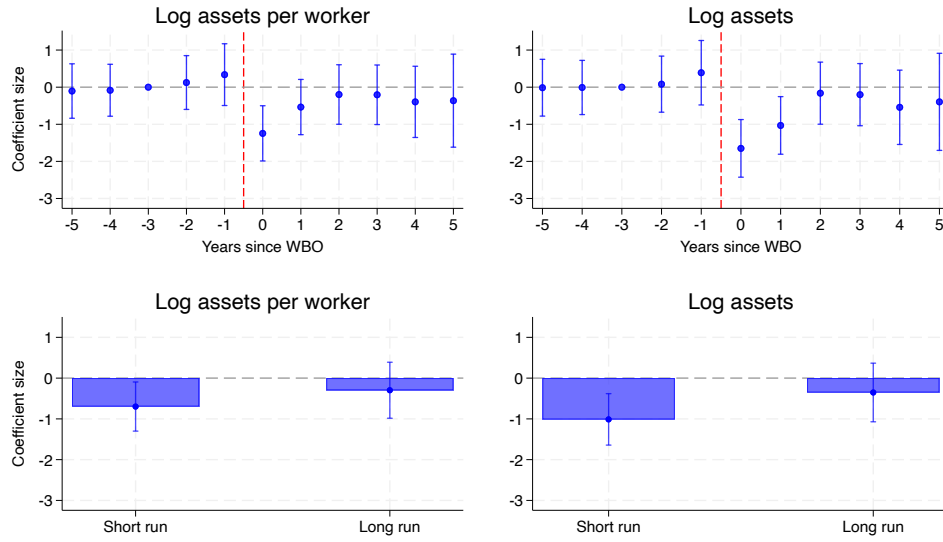 Log assets per worker
Coefficient size
1
0
-1
-2
-3
-5 -4 -3 -2 -1 0 1 2 3 4 5
Years since WBO
Log assets
1
0
-1
-2
-3
-5 -4 -3 -2 -1 0 1 2 3 4 5
Years since WBO
Log assets per worker
Coefficient size
1
0
-1
-2
-3
Short run Long run
Log assets
1
0
-1
-2
-3
Short run Long run